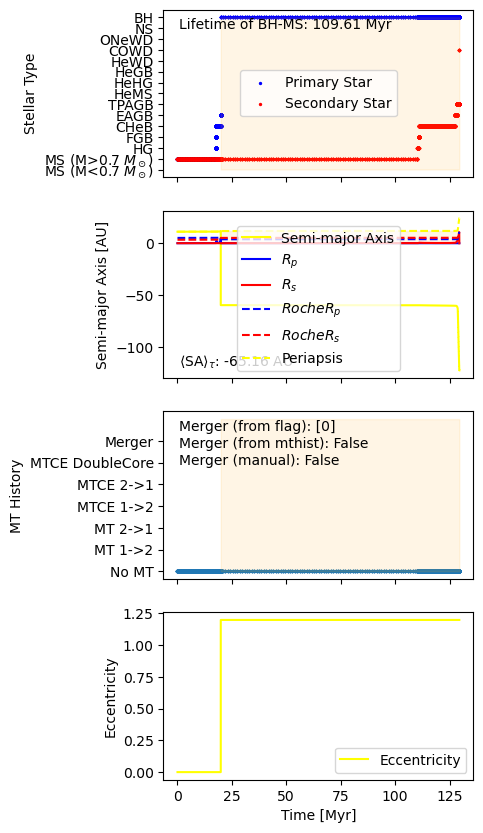 Stellar Type
BH
NS
ONeWD
COWD
HeWD
HeGB
HeHG
HeMS
TPAGB
EAGB
CHeB
FGB
HG
MS (M>0.7 M⊙)
MS (M<0.7 M⊙)
Lifetime of BH-MS: 109.61 Myr
Primary Star
Secondary Star
Semi-major Axis [AU]
0
−50
−100
Semi-major Axis
Rp
Rs
RocheRp
RocheRs
Periapsis
⟨SA⟩τ: -65.16 AU
MT History
Merger
MTCE DoubleCore
MTCE 2->1
MTCE 1->2
MT 2->1
MT 1->2
No MT
Merger (from flag): [0]
Merger (from mthist): False
Merger (manual): False
Eccentricity
1.25
1.00
0.75
0.50
0.25
0.00
Eccentricity
0 25 50 75 100 125
Time [Myr]